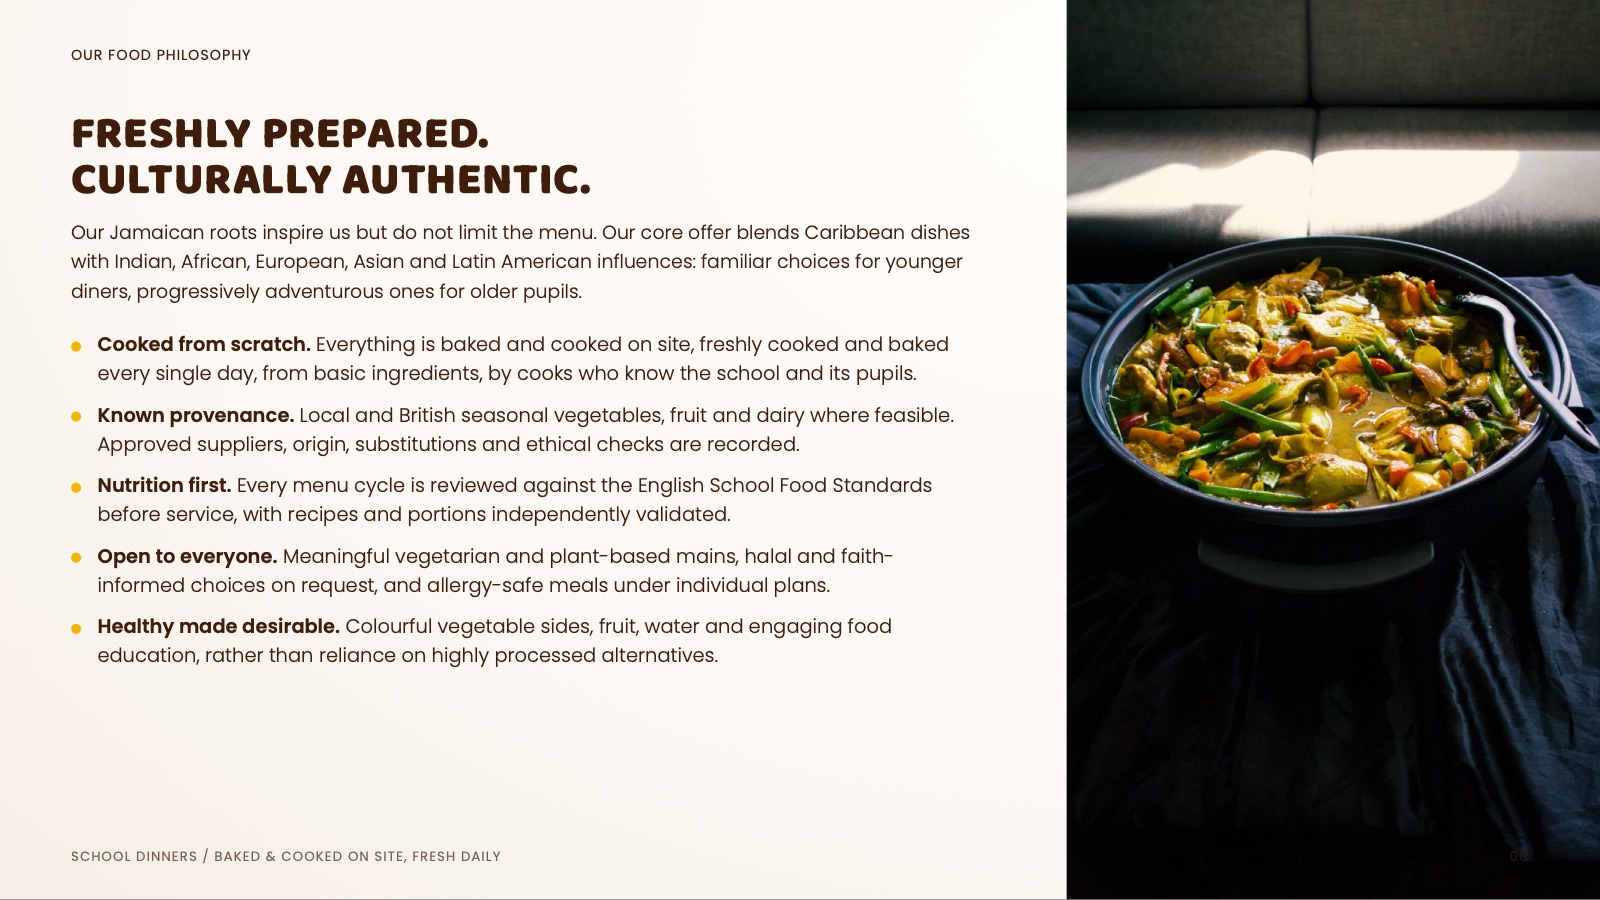 OUR FOOD PHILOSOPHY
FRESHLY PREPARED.
CULTURALLY AUTHENTIC.
Our Jamaican roots inspire us but do not limit the menu. Our core offer blends Caribbean dishes
with Indian, African, European, Asian and Latin American influences: familiar choices for younger
diners, progressively adventurous ones for older pupils.
Cooked from scratch. Everything is baked and cooked on site, freshly cooked and baked
every single day, from basic ingredients, by cooks who know the school and its pupils.
Known provenance. Local and British seasonal vegetables, fruit and dairy where feasible.
Approved suppliers, origin, substitutions and ethical checks are recorded.
Nutrition first. Every menu cycle is reviewed against the English School Food Standards
before service, with recipes and portions independently validated.
Open to everyone. Meaningful vegetarian and plant-based mains, halal and faith-
informed choices on request, and allergy-safe meals under individual plans.
Healthy made desirable. Colourful vegetable sides, fruit, water and engaging food
education, rather than reliance on highly processed alternatives.
SCHOOL DINNERS / BAKED & COOKED ON SITE, FRESH DAILY
08